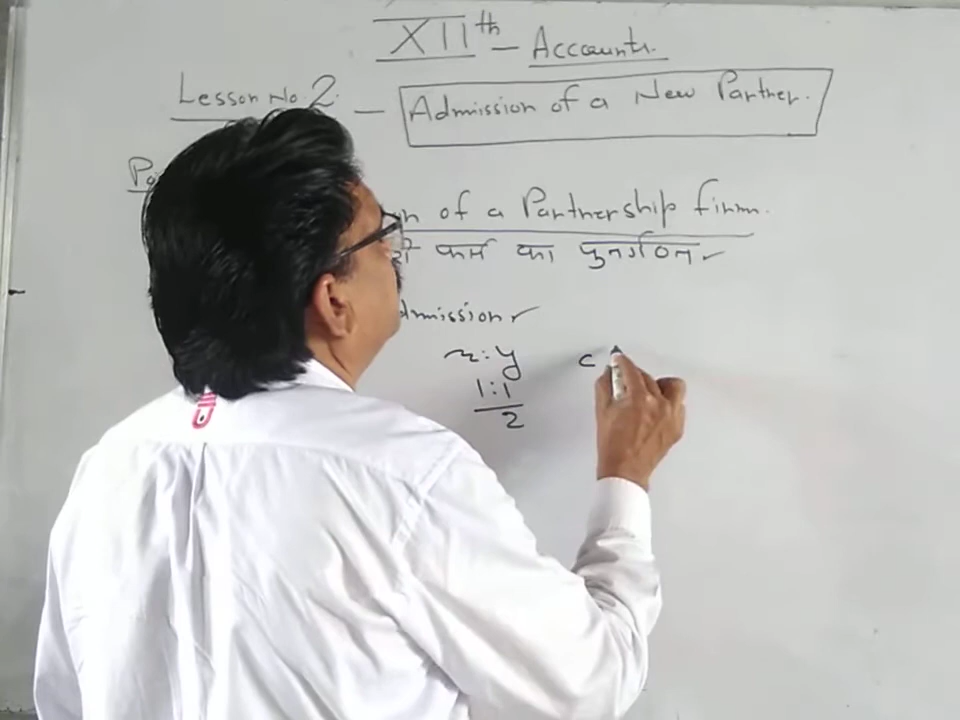 XIIth - Accounts.
Lesson No. 2. - Admission of a New Partner.
of a Partnership firm.
फर्म का पुनर्गठन ✓
dmission ✓
x : y c
1 : 1
2